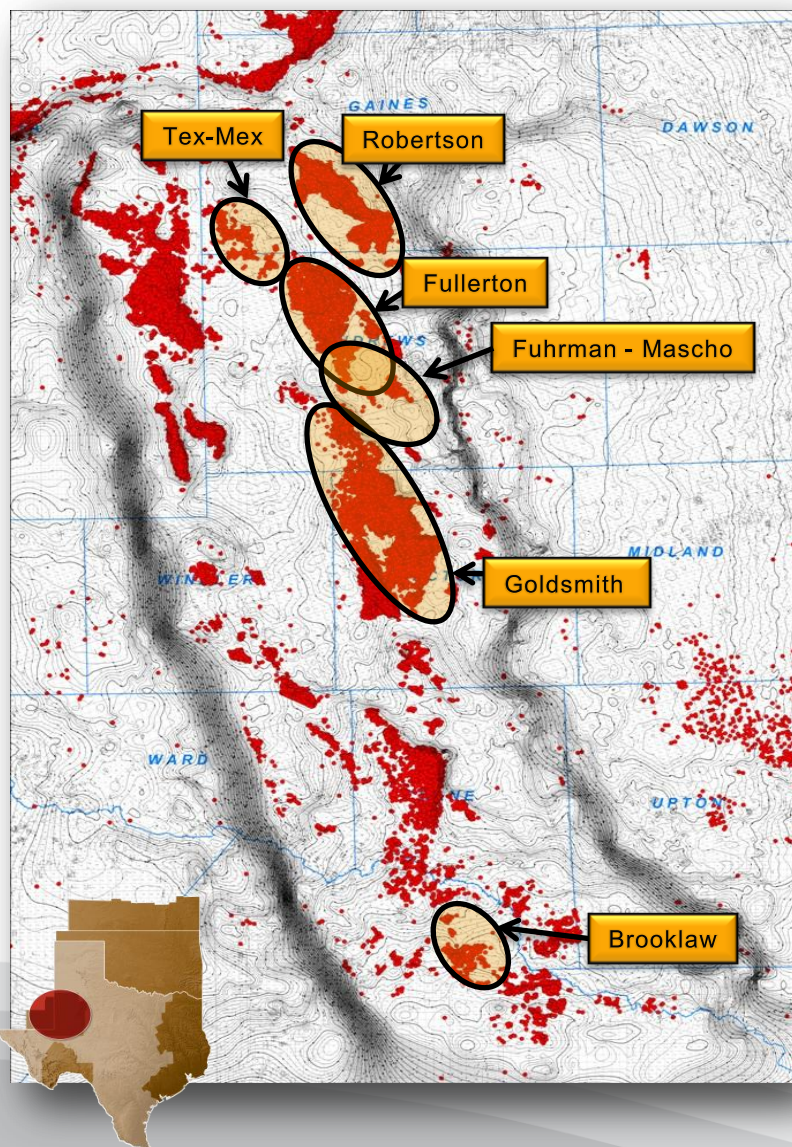 GAINES
Tex-Mex
Robertson
DAWSON
Fullerton
Fuhrman - Mascho
MIDLAND
Goldsmith
WARD
UPTON
Brooklaw